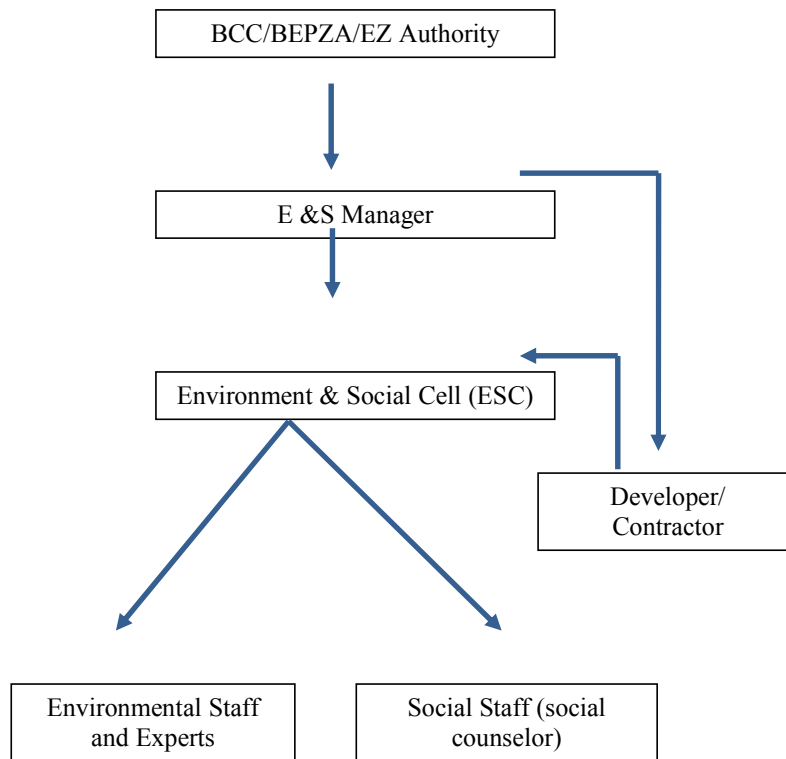 BCC/BEPZA/EZ Authority
E &S Manager
Environment & Social Cell (ESC)
Developer/
Contractor
Environmental Staff
and Experts
Social Staff (social
counselor)